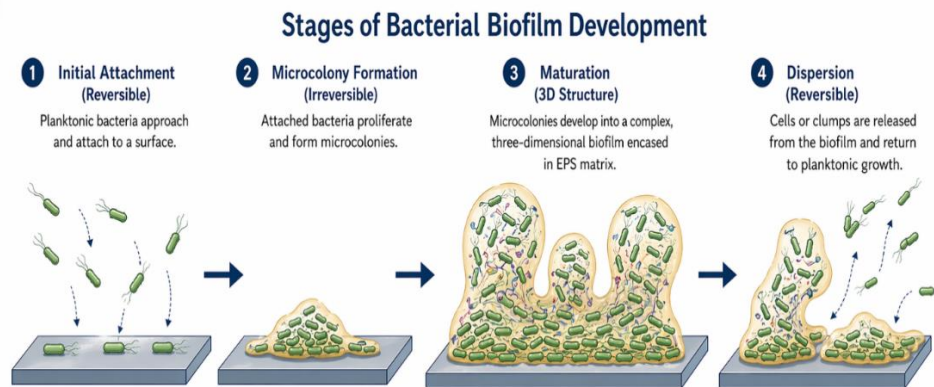 Stages of Bacterial Biofilm Development
1 Initial Attachment
(Reversible)
Planktonic bacteria approach
and attach to a surface.
2 Microcolony Formation
(Irreversible)
Attached bacteria proliferate
and form microcolonies.
3 Maturation
(3D Structure)
Microcolonies develop into a complex,
three-dimensional biofilm encased
in EPS matrix.
4 Dispersion
(Reversible)
Cells or clumps are released
from the biofilm and return
to planktonic growth.